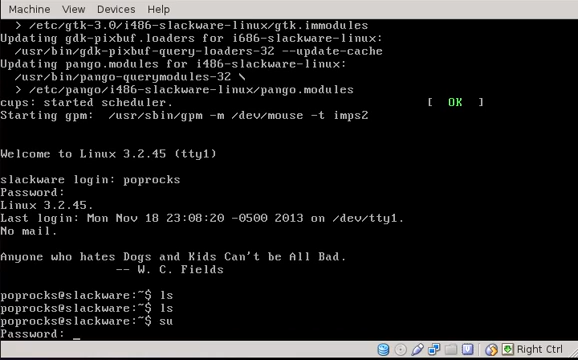 Machine View Devices Help
> /etc/gtk-3.0/i486-slackware-linux/gtk.immodules
Updating gdk-pixbuf.loaders for i686-slackware-linux:
/usr/bin/gdk-pixbuf-query-loaders-32 --update-cache
Updating pango.modules for i486-slackware-linux:
/usr/bin/pango-querymodules-32 \
> /etc/pango/i486-slackware-linux/pango.modules
cups: started scheduler. [ OK ]
Starting gpm: /usr/sbin/gpm -m /dev/mouse -t imps2
Welcome to Linux 3.2.45 (tty1)
slackware login: poprocks
Password:
Linux 3.2.45.
Last login: Mon Nov 18 23:08:20 -0500 2013 on /dev/tty1.
No mail.
Anyone who hates Dogs and Kids Can't be All Bad.
-- W. C. Fields
poprocks@slackware:~$ ls
poprocks@slackware:~$ ls
poprocks@slackware:~$ su
Password: _
Right Ctrl